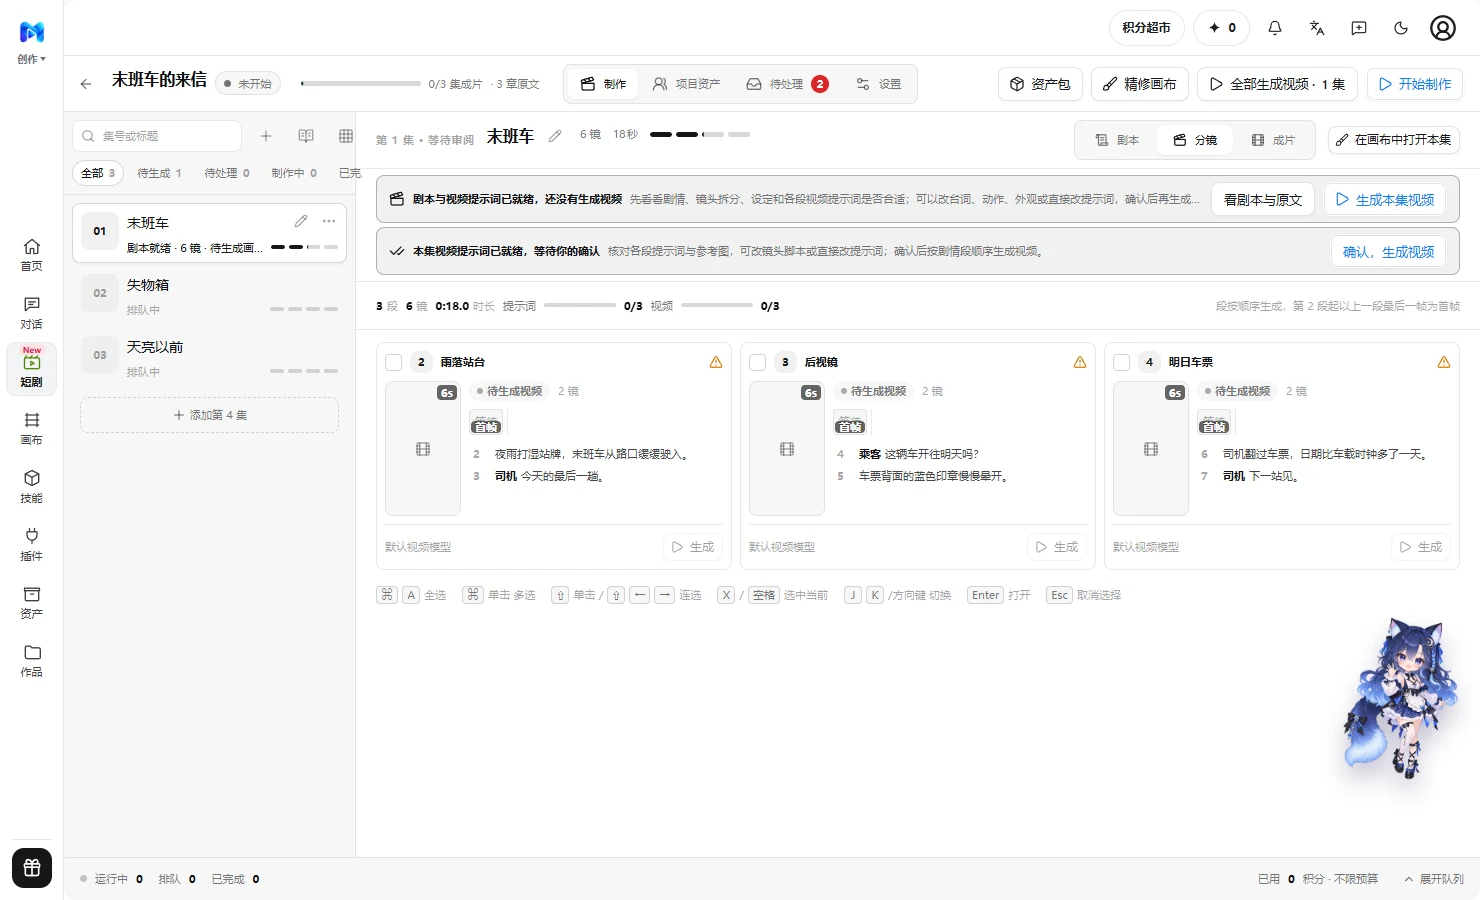 积分超市
0
创作
末班车的来信
未开始
0/3 集成片 · 3 章原文
制作
项目资产
待处理 2
设置
资产包
精修画布
全部生成视频 · 1 集
开始制作
集号或标题
全部 3
待生成 1
待处理 0
制作中 0
已完
01
末班车
剧本就绪 · 6 镜 · 待生成画...
02
失物箱
排队中
03
天亮以前
排队中
添加第 4 集
首页
对话
New
短剧
画布
技能
插件
资产
作品
第 1 集 • 等待审阅
末班车
6 镜
18秒
剧本
分镜
成片
在画布中打开本集
剧本与视频提示词已就绪，还没有生成视频
先看看剧情、镜头拆分、设定和各段视频提示词是否合适；可以改台词、动作、外观或直接改提示词，确认后再生成...
看剧本与原文
生成本集视频
本集视频提示词已就绪，等待你的确认
核对各段提示词与参考图，可改镜头脚本或直接改提示词；确认后按剧情段顺序生成视频。
确认，生成视频
3 段 6 镜 0:18.0 时长 提示词 0/3 视频 0/3
段按顺序生成，第 2 段起以上一段最后一帧为首帧
2 雨落站台
6s
待生成视频 2 镜
首帧
2 夜雨打湿站牌，末班车从路口缓缓驶入。
3 司机 今天的最后一趟。
默认视频模型
生成
3 后视镜
6s
待生成视频 2 镜
首帧
4 乘客 这辆车开往明天吗？
5 车票背面的蓝色印章慢慢晕开。
默认视频模型
生成
4 明日车票
6s
待生成视频 2 镜
首帧
6 司机翻过车票，日期比车载时钟多了一天。
7 司机 下一站见。
默认视频模型
生成
⌘ A 全选 ⌘ 单击 多选 ⇧ 单击 / ⇧ ← → 连选 X / 空格 选中当前 J K /方向键 切换 Enter 打开 Esc 取消选择
运行中 0 排队 0 已完成 0
已用 0 积分 · 不限预算
展开队列